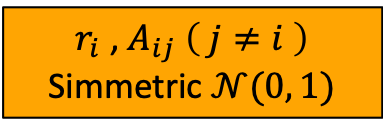 rᵢ , Aᵢⱼ ( j ≠ i )
Simmetric 𝒩(0, 1)